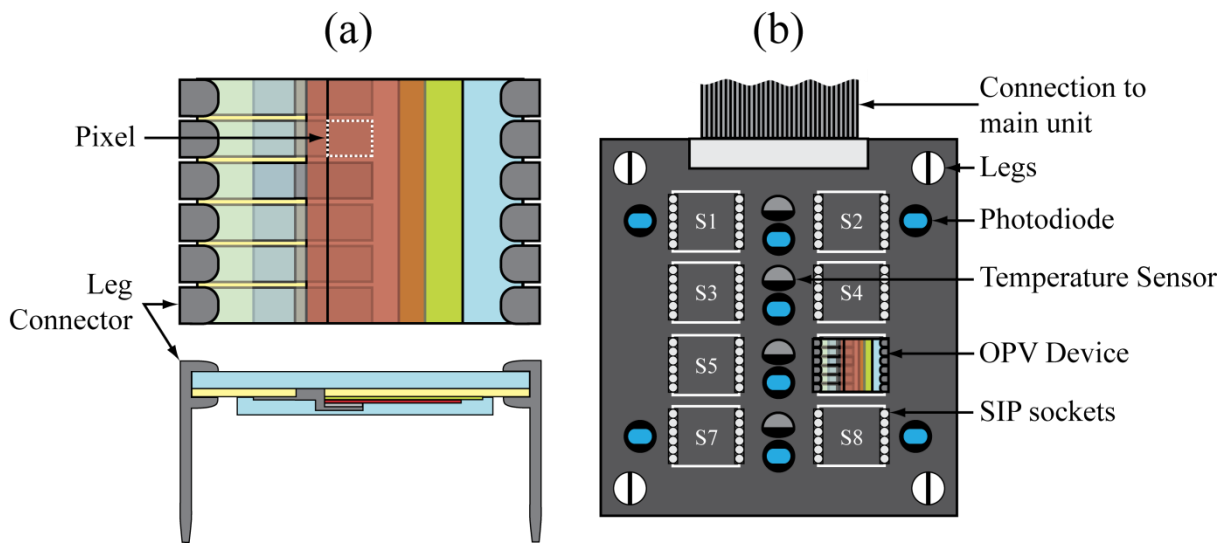 (a)
Pixel
Leg
Connector
(b)
Connection to
main unit
Legs
Photodiode
Temperature Sensor
OPV Device
SIP sockets
S1
S2
S3
S4
S5
S7
S8